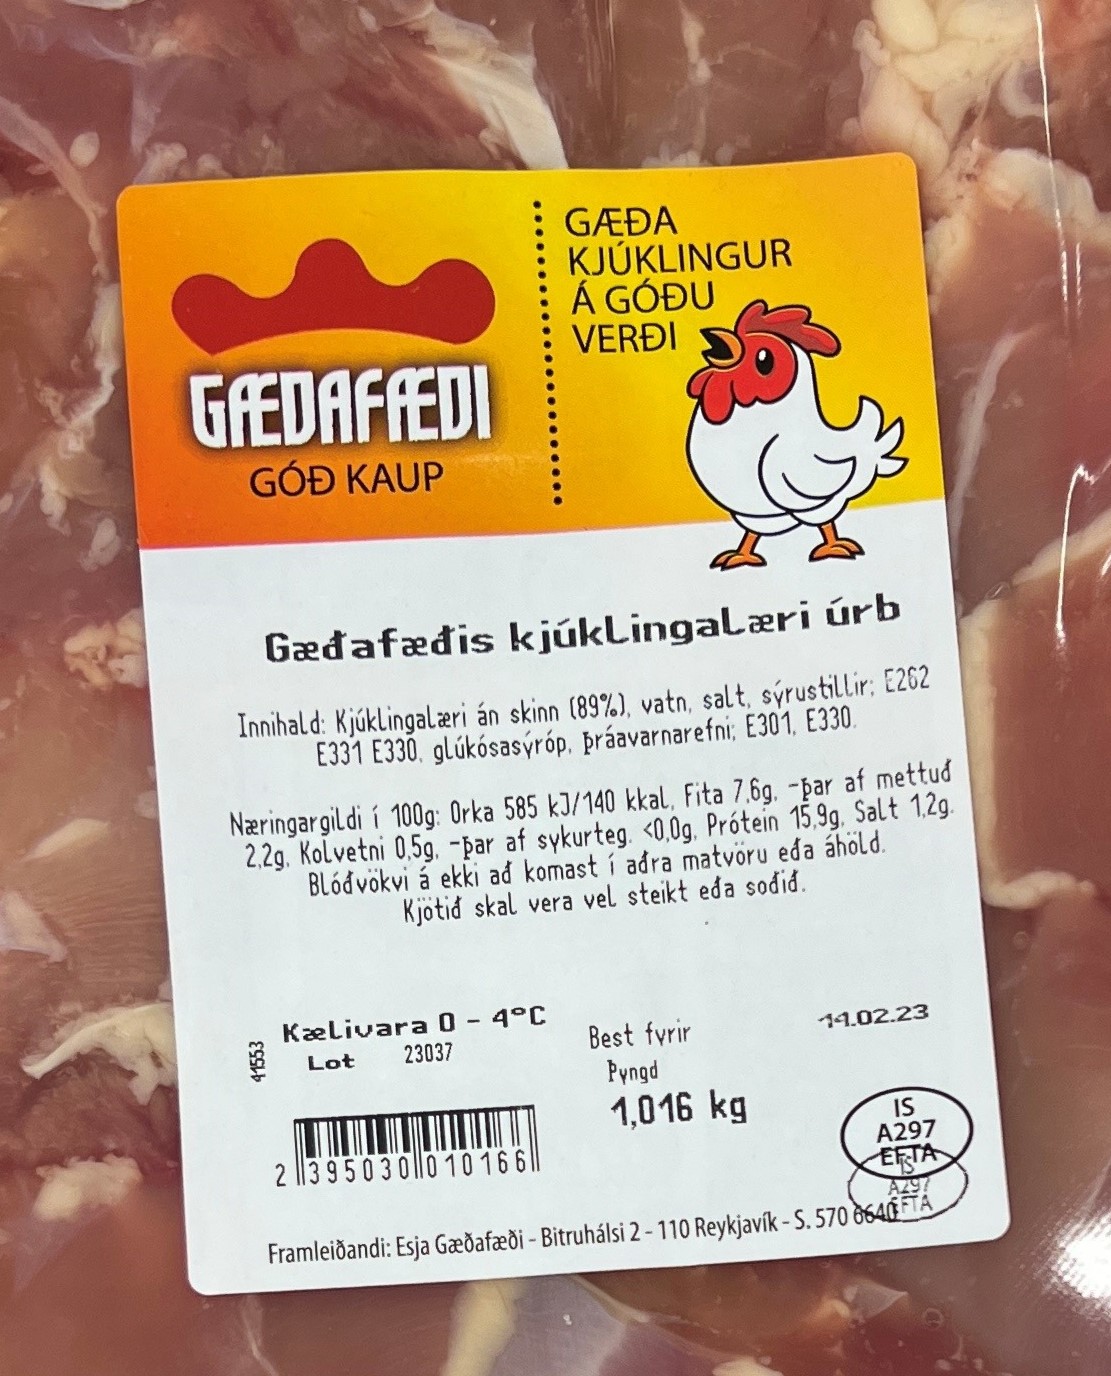 GÆÐA
KJÚKLINGUR
Á GÓÐU
VERÐI
GÆÐAFÆÐI
GÓÐ KAUP
Gæðafæðis kjúklingalæri úrb
Innihald: Kjúklingalæri án skinn (89%), vatn, salt, sýrustillir; E262
E331 E330, glúkósasýróp, þráavarnarefni; E301, E330.
Næringargildi í 100g: Orka 585 kJ/140 kkal, Fita 7,6g, -þar af mettuð
2,2g, Kolvetni 0,5g, -þar af sykurteg. <0,0g, Prótein 15,9g, Salt 1,2g.
Blóðvökvi á ekki að komast í aðra matvöru eða áhöld.
Kjötið skal vera vel steikt eða soðið.
Kælivara 0 - 4°C
Lot 23037
41553
Best fyrir 14.02.23
Þyngd
1,016 kg
2 395030 010166
IS
A297
EFTA
IS
A297
EFTA
Framleiðandi: Esja Gæðafæði - Bitruhálsi 2 - 110 Reykjavík - S. 570 6640